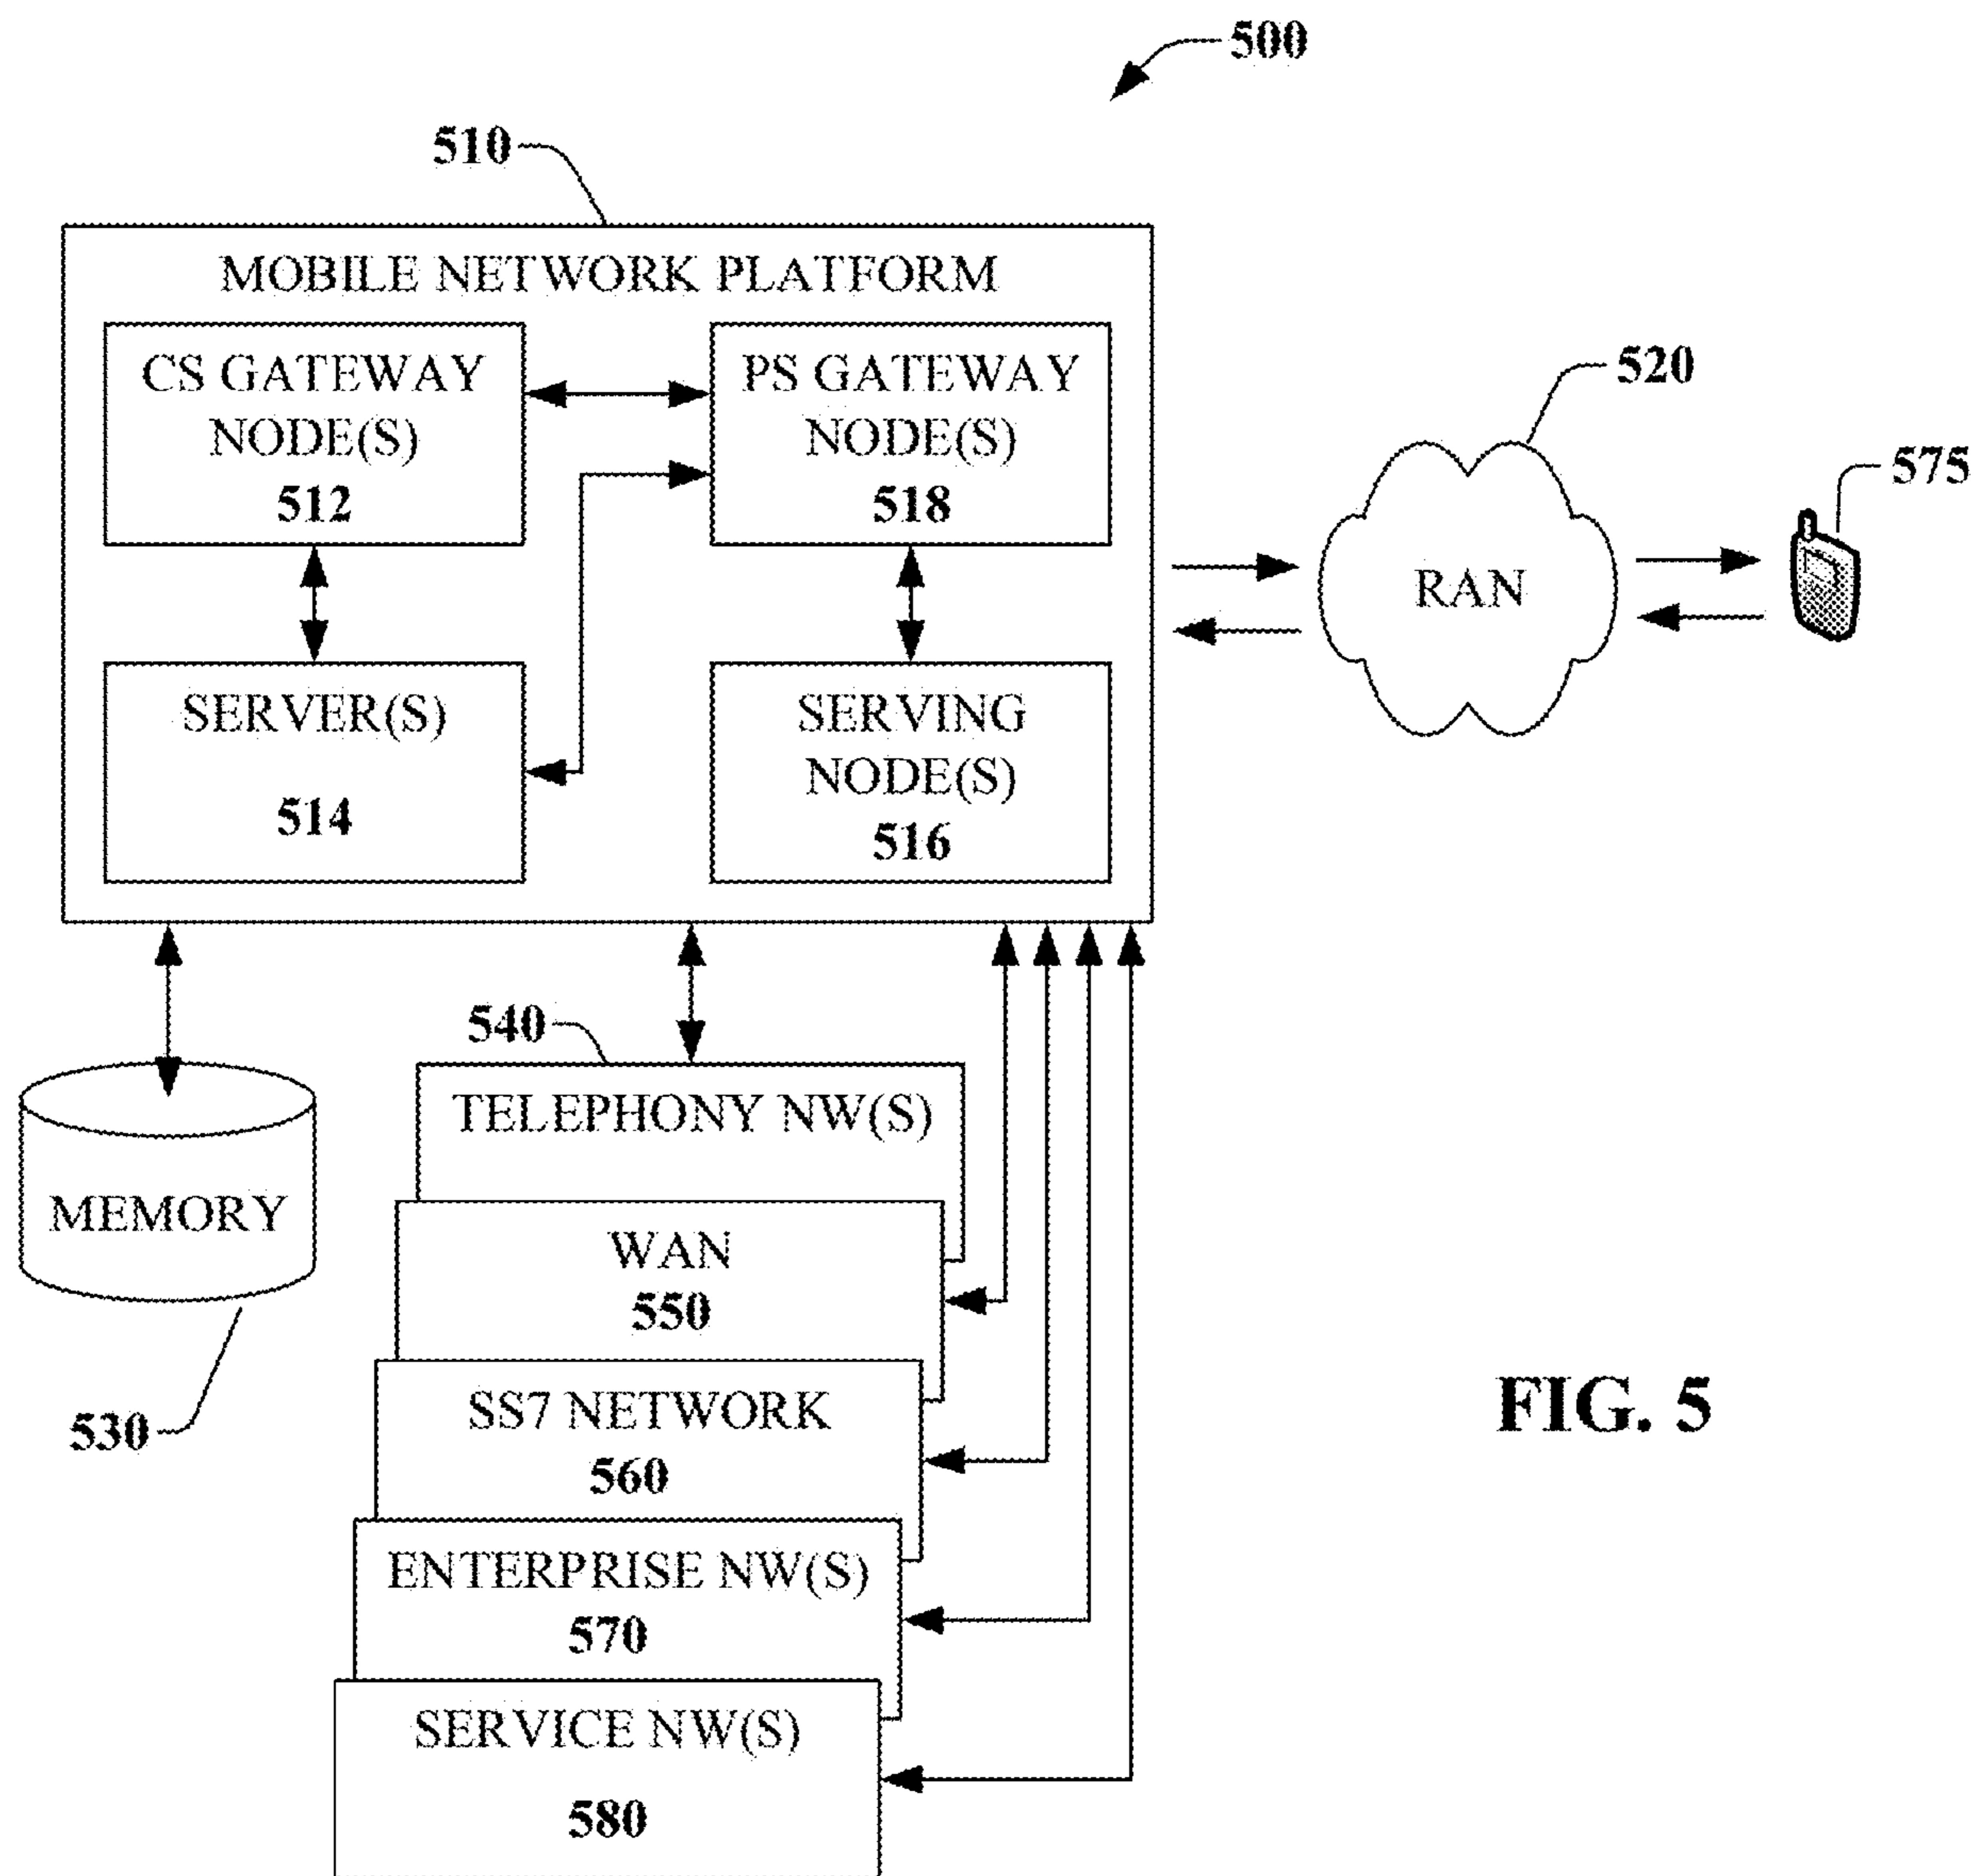 500
510
MOBILE NETWORK PLATFORM
CS GATEWAY
NODE(S)
512
PS GATEWAY
NODE(S)
518
520
575
RAN
SERVER(S)
514
SERVING
NODE(S)
516
540
TELEPHONY NW(S)
MEMORY
530
WAN
550
SS7 NETWORK
560
ENTERPRISE NW(S)
570
SERVICE NW(S)
580
FIG. 5